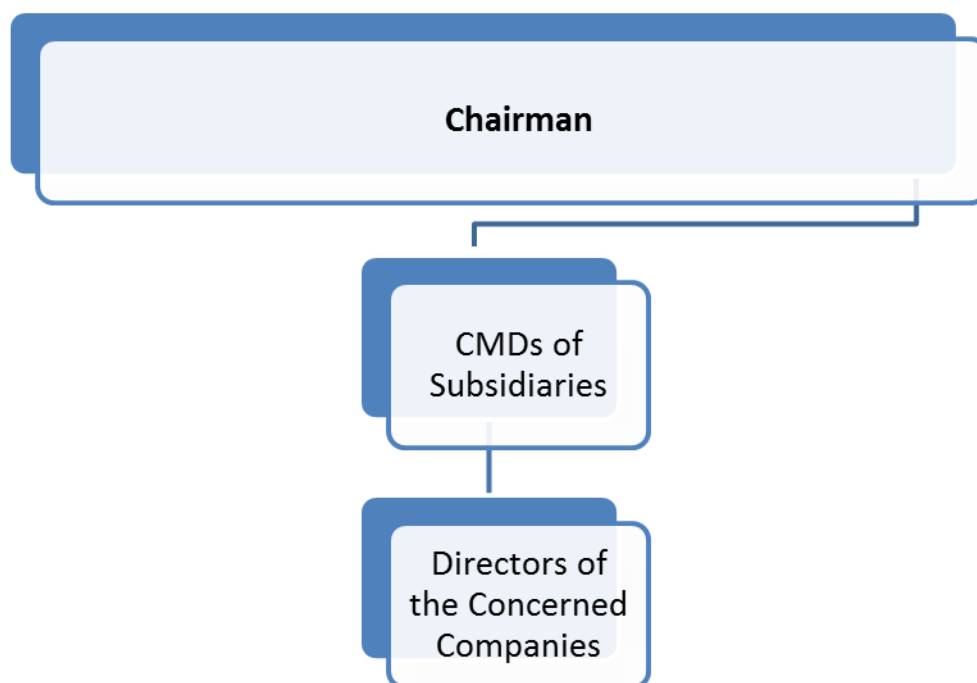 Chairman
CMDs of
Subsidiaries
Directors of
the Concerned
Companies